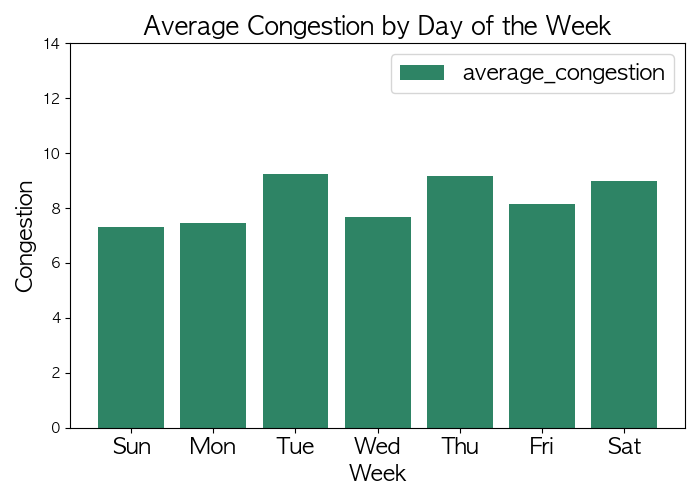 Average Congestion by Day of the Week
average_congestion
Congestion
14
12
10
8
6
4
2
0
Sun Mon Tue Wed Thu Fri Sat
Week